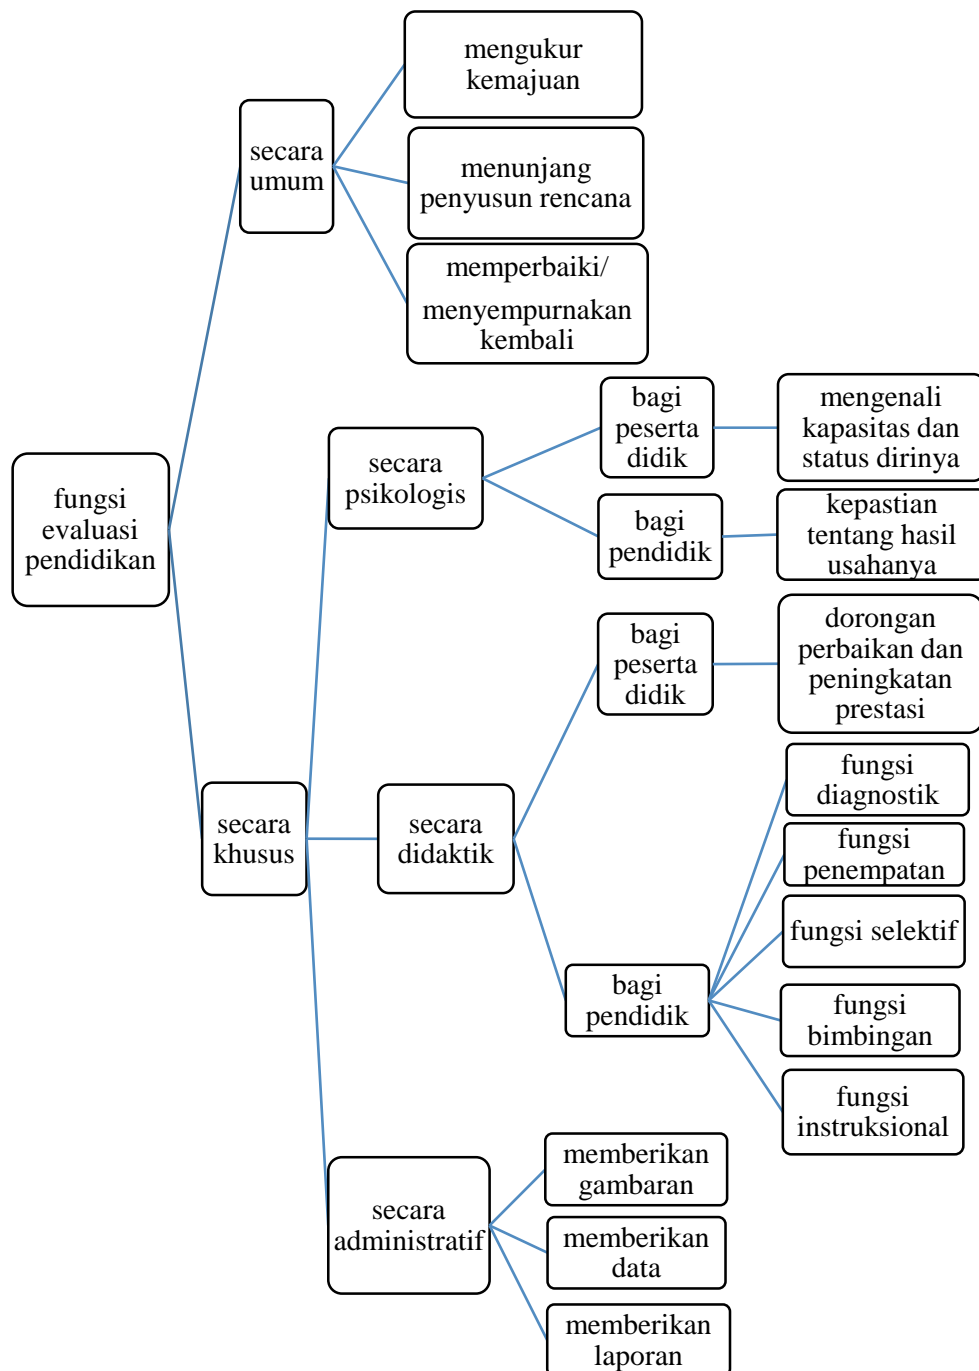 mengukur
kemajuan
secara
umum
menunjang
penyusun rencana
memperbaiki/
menyempurnakan
kembali
fungsi
evaluasi
pendidikan
secara
psikologis
bagi
peserta
didik
mengenali
kapasitas dan
status dirinya
bagi
pendidik
kepastian
tentang hasil
usahanya
secara
khusus
secara
didaktik
bagi
peserta
didik
dorongan
perbaikan dan
peningkatan
prestasi
bagi
pendidik
fungsi
diagnostik
fungsi
penempatan
fungsi selektif
fungsi
bimbingan
fungsi
instruksional
secara
administratif
memberikan
gambaran
memberikan
data
memberikan
laporan